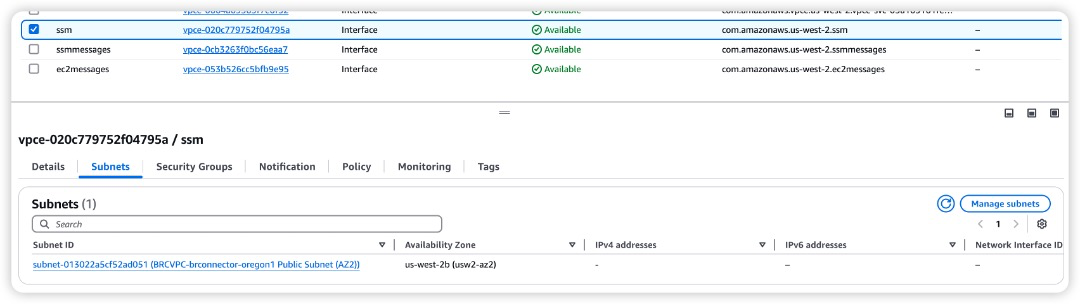 ssm vpce-020c779752f04795a Interface Available com.amazonaws.us-west-2.ssm –
ssmmessages vpce-0cb3263f0bc56eaa7 Interface Available com.amazonaws.us-west-2.ssmmessages –
ec2messages vpce-053b526cc5bfb9e95 Interface Available com.amazonaws.us-west-2.ec2messages –
vpce-020c779752f04795a / ssm
Details Subnets Security Groups Notification Policy Monitoring Tags
Subnets (1) Manage subnets
Search 1
Subnet ID Availability Zone IPv4 addresses IPv6 addresses Network Interface ID
subnet-013022a5cf52ad051 (BRCVPC-brconnector-oregon1 Public Subnet (AZ2)) us-west-2b (usw2-az2) - – –